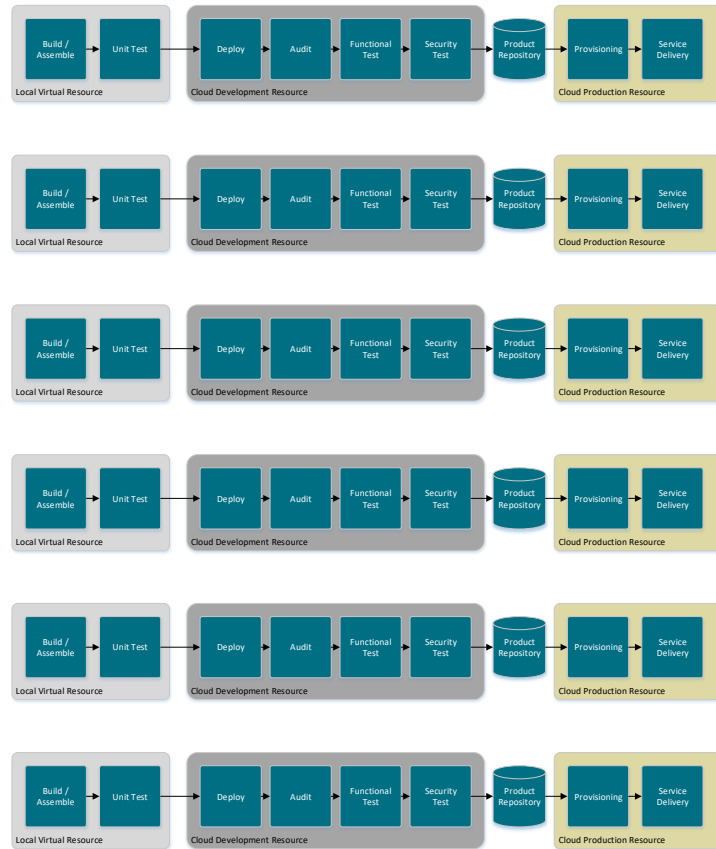 Build /
Assemble
Unit Test
Deploy
Audit
Functional
Test
Security
Test
Product
Repository
Provisioning
Service
Delivery
Local Virtual Resource
Cloud Development Resource
Cloud Production Resource
Build /
Assemble
Unit Test
Deploy
Audit
Functional
Test
Security
Test
Product
Repository
Provisioning
Service
Delivery
Local Virtual Resource
Cloud Development Resource
Cloud Production Resource
Build /
Assemble
Unit Test
Deploy
Audit
Functional
Test
Security
Test
Product
Repository
Provisioning
Service
Delivery
Local Virtual Resource
Cloud Development Resource
Cloud Production Resource
Build /
Assemble
Unit Test
Deploy
Audit
Functional
Test
Security
Test
Product
Repository
Provisioning
Service
Delivery
Local Virtual Resource
Cloud Development Resource
Cloud Production Resource
Build /
Assemble
Unit Test
Deploy
Audit
Functional
Test
Security
Test
Product
Repository
Provisioning
Service
Delivery
Local Virtual Resource
Cloud Development Resource
Cloud Production Resource
Build /
Assemble
Unit Test
Deploy
Audit
Functional
Test
Security
Test
Product
Repository
Provisioning
Service
Delivery
Local Virtual Resource
Cloud Development Resource
Cloud Production Resource